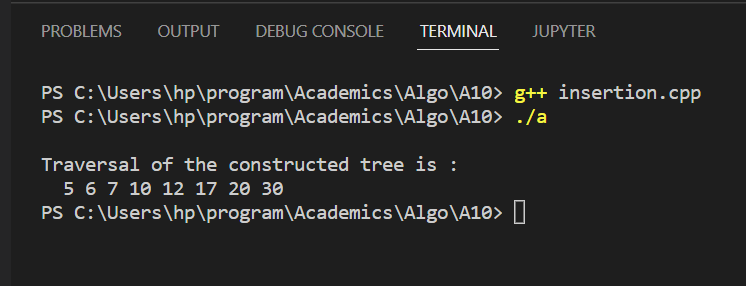 PROBLEMS OUTPUT DEBUG CONSOLE TERMINAL JUPYTER
PS C:\Users\hp\program\Academics\Algo\A10> g++ insertion.cpp
PS C:\Users\hp\program\Academics\Algo\A10> ./a
Traversal of the constructed tree is :
5 6 7 10 12 17 20 30
PS C:\Users\hp\program\Academics\Algo\A10>